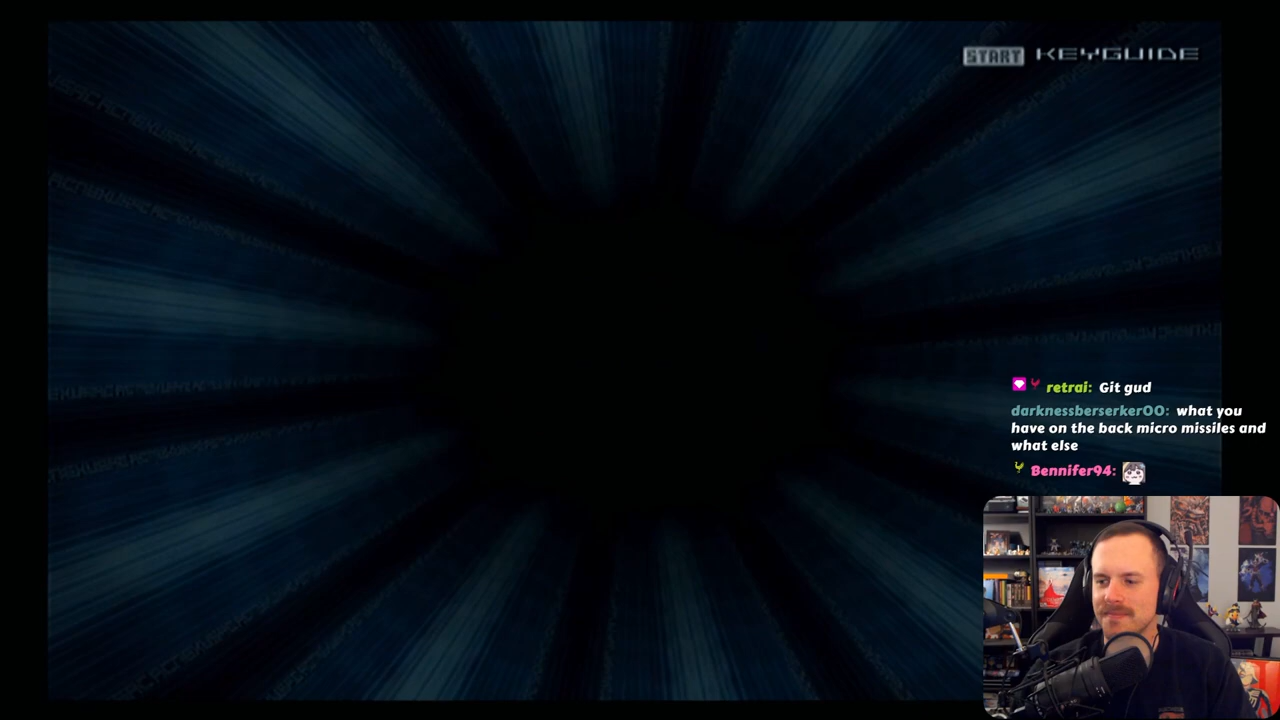 START KEYGUIDE
retrai: Git gud
darknessberserker00: what you
have on the back micro missiles and
what else
Bennifer94: